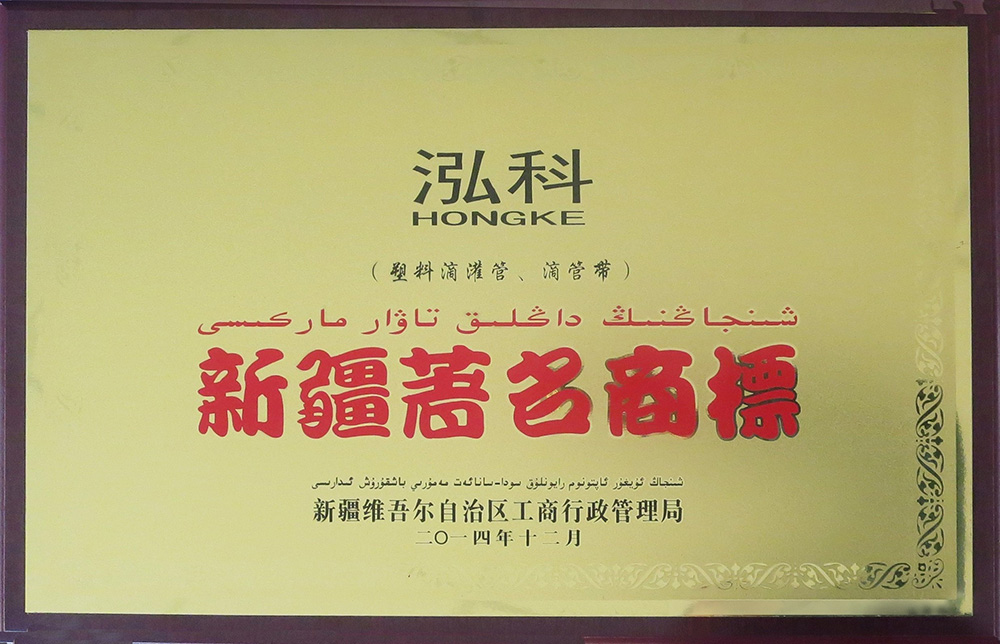 泓科
HONGKE
（塑料滴灌管、滴管带）
شىنجاڭنىڭ داڭلىق تاۋار ماركىسى
新疆著名商標
شىنجاڭ ئۇيغۇر ئاپتونوم رايونلۇق سودا-سانائەت مەمۇرىي باشقۇرۇش ئىدارىسى
新疆维吾尔自治区工商行政管理局
二〇一四年十二月